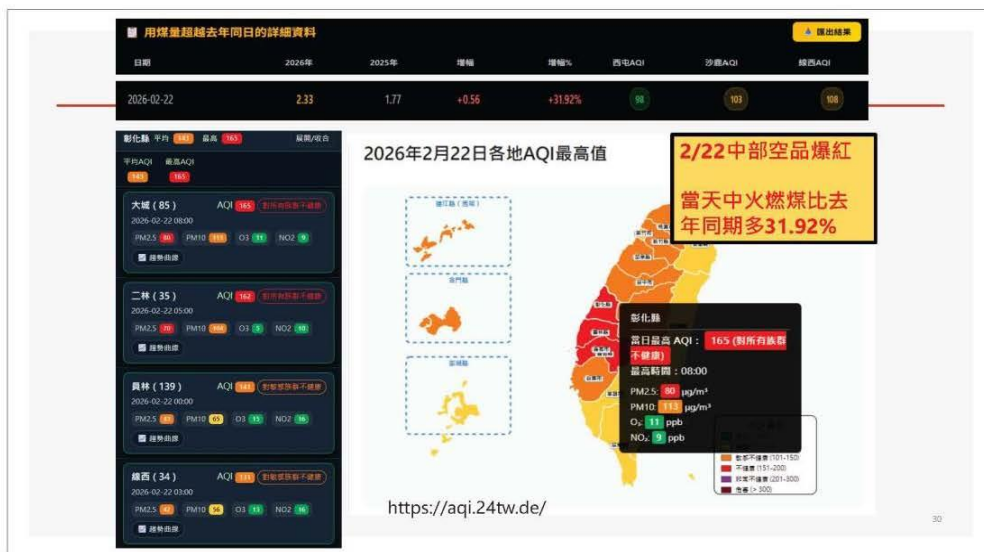 用煤量超越去年同日的詳細資料
匯出結果
日期 2026年 2025年 增幅 增幅% 西屯AQI 沙鹿AQI 線西AQI
2026-02-22 2.33 1.77 +0.56 +31.92% 98 103 108
彰化縣 平均 143 最高 165 展開/收合
平均AQI 最高AQI
143 165
大城 (85) AQI 165 對所有族群不健康
2026-02-22 08:00
PM2.5 80 PM10 113 O3 11 NO2 9
趨勢曲線
二林 (35) AQI 162 對所有族群不健康
2026-02-22 05:00
PM2.5 PM10 O3 5 NO2 10
趨勢曲線
員林 (139) AQI 141 對敏感族群不健康
2026-02-22 00:00
PM2.5 PM10 65 O3 NO2 16
趨勢曲線
線西 (34) AQI 對敏感族群不健康
2026-02-22 03:00
PM2.5 PM10 56 O3 13 NO2 16
趨勢曲線
2026年2月22日各地AQI最高值
2/22中部空品爆紅
當天中火燃煤比去
年同期多31.92%
連江縣 (馬祖)
金門縣
澎湖縣
彰化縣
雲林縣
彰化縣
當日最高 AQI： 165 (對所有族群
不健康)
最高時間：08:00
PM2.5: 80 μg/m³
PM10: 113 μg/m³
O₃: 11 ppb
NO₂: 9 ppb
對敏感不健康 (101-150)
不健康 (151-200)
非常不健康 (201-300)
危害 (> 300)
https://aqi.24tw.de/
30